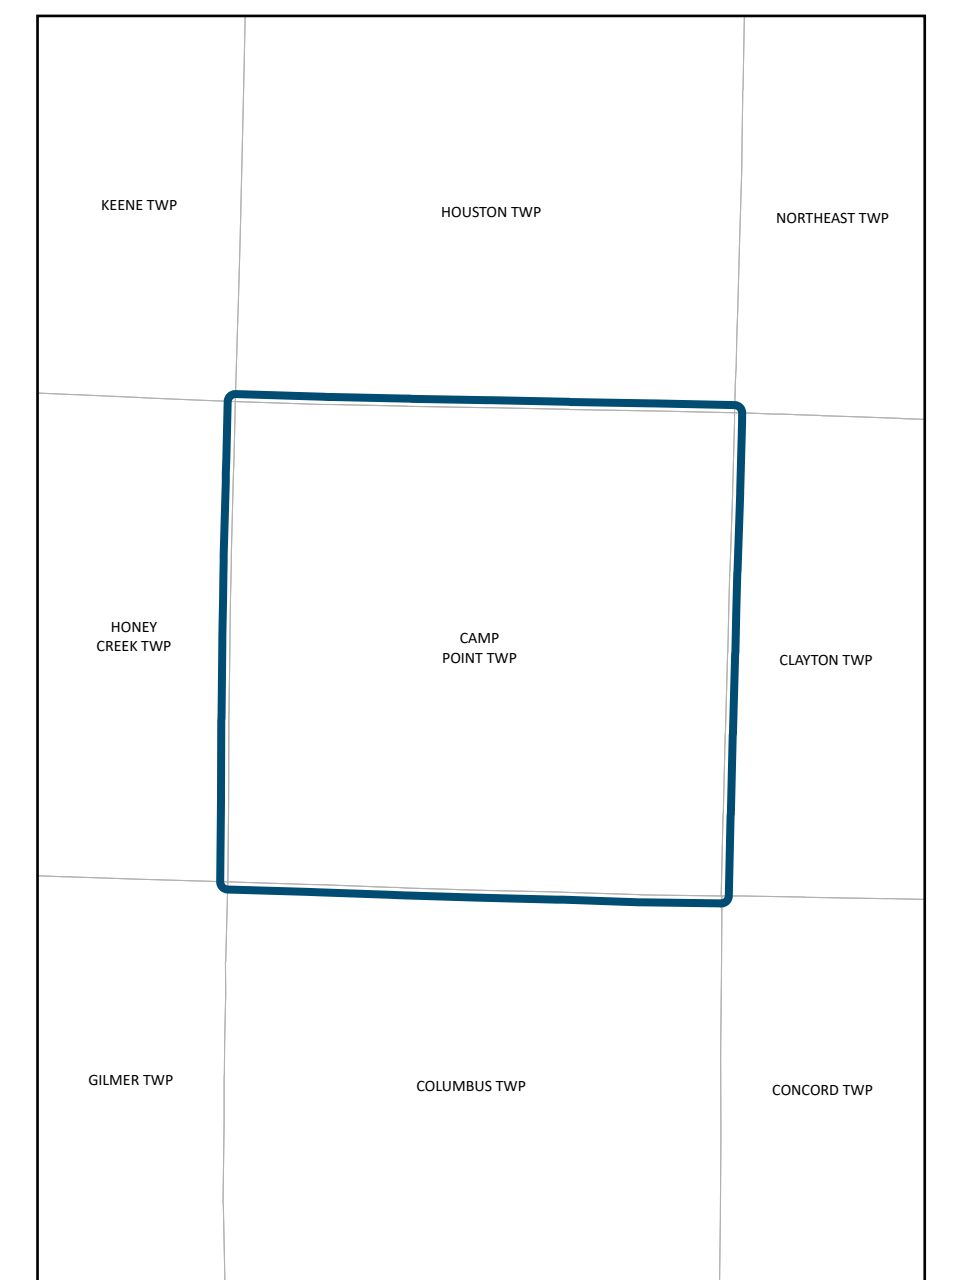 KEENE TWP
HOUSTON TWP
NORTHEAST TWP
HONEY
CREEK TWP
CAMP
POINT TWP
CLAYTON TWP
GILMER TWP
COLUMBUS TWP
CONCORD TWP